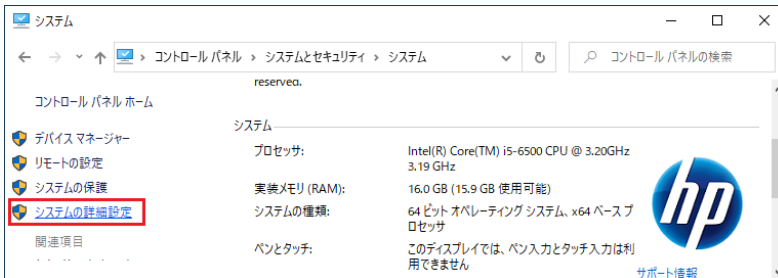 システム
コントロール パネル › システムとセキュリティ › システム
コントロール パネルの検索
reserved.
コントロール パネル ホーム
システム
デバイス マネージャー
プロセッサ: Intel(R) Core(TM) i5-6500 CPU @ 3.20GHz
3.19 GHz
リモートの設定
システムの保護
実装メモリ (RAM): 16.0 GB (15.9 GB 使用可能)
システムの詳細設定
システムの種類: 64 ビット オペレーティング システム、x64 ベース プ
ロセッサ
関連項目
ペンとタッチ: このディスプレイでは、ペン入力とタッチ入力は利
用できません
hp
サポート情報